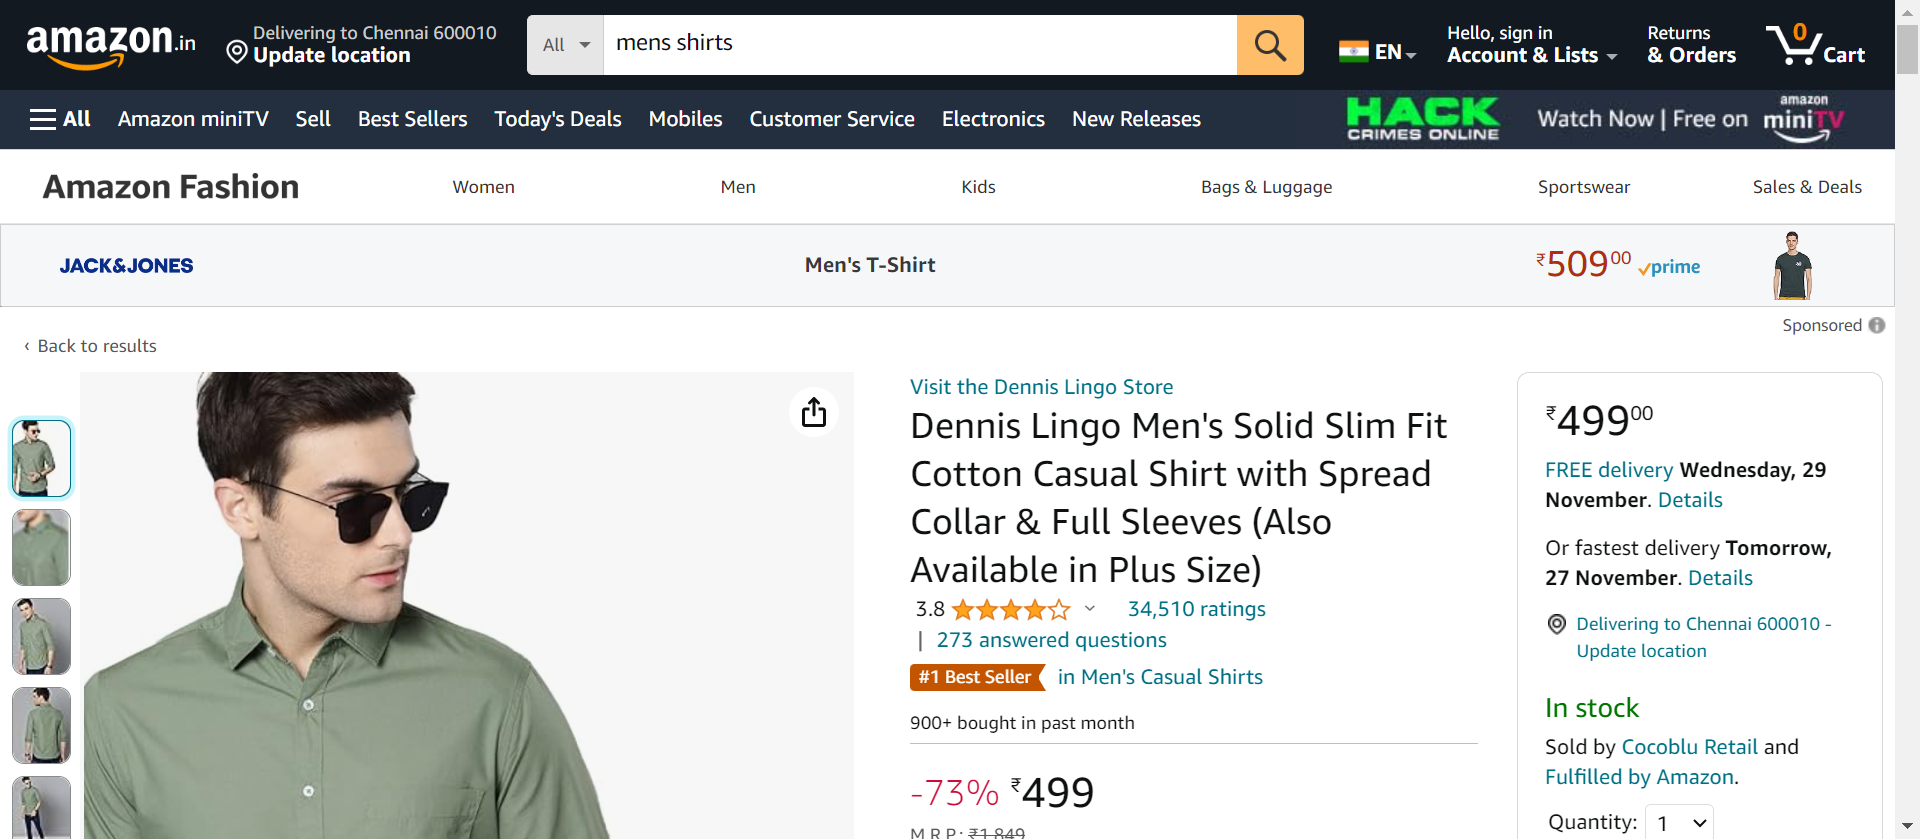 amazon.in
Delivering to Chennai 600010
Update location
All
mens shirts
EN
Hello, sign in
Account & Lists
Returns
& Orders
0
Cart
All
Amazon miniTV
Sell
Best Sellers
Today's Deals
Mobiles
Customer Service
Electronics
New Releases
HACK
CRIMES ONLINE
Watch Now | Free on
amazon
miniTV
Amazon Fashion
Women
Men
Kids
Bags & Luggage
Sportswear
Sales & Deals
JACK&JONES
Men's T-Shirt
₹509 00
prime
Sponsored
‹ Back to results
Visit the Dennis Lingo Store
Dennis Lingo Men's Solid Slim Fit
Cotton Casual Shirt with Spread
Collar & Full Sleeves (Also
Available in Plus Size)
3.8
34,510 ratings
| 273 answered questions
#1 Best Seller in Men's Casual Shirts
900+ bought in past month
-73% ₹499
M.R.P.: ₹1,849
₹499 00
FREE delivery Wednesday, 29
November. Details
Or fastest delivery Tomorrow,
27 November. Details
Delivering to Chennai 600010 -
Update location
In stock
Sold by Cocoblu Retail and
Fulfilled by Amazon.
Quantity: 1